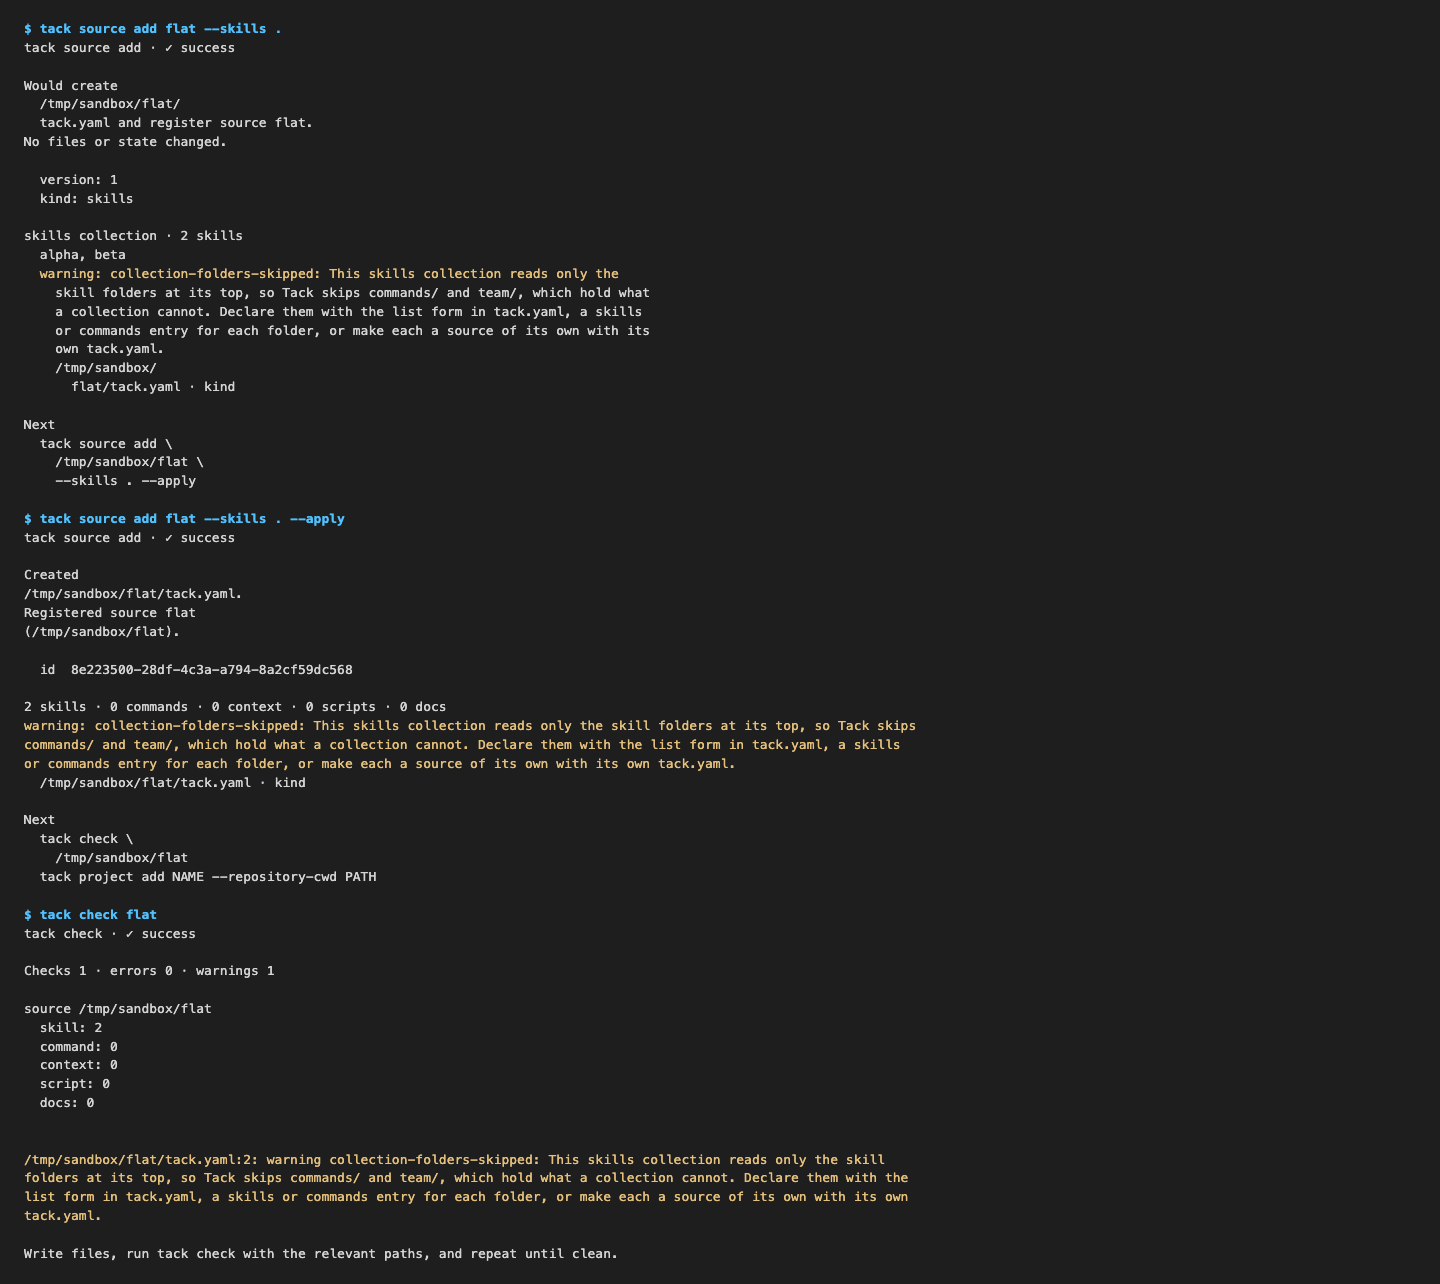 $ tack source add flat --skills .
tack source add · ✓ success
Would create
/tmp/sandbox/flat/
tack.yaml and register source flat.
No files or state changed.
version: 1
kind: skills
skills collection · 2 skills
alpha, beta
warning: collection-folders-skipped: This skills collection reads only the
skill folders at its top, so Tack skips commands/ and team/, which hold what
a collection cannot. Declare them with the list form in tack.yaml, a skills
or commands entry for each folder, or make each a source of its own with its
own tack.yaml.
/tmp/sandbox/
flat/tack.yaml · kind
Next
tack source add \
/tmp/sandbox/flat \
--skills . --apply
$ tack source add flat --skills . --apply
tack source add · ✓ success
Created
/tmp/sandbox/flat/tack.yaml.
Registered source flat
(/tmp/sandbox/flat).
id  8e223500-28df-4c3a-a794-8a2cf59dc568
2 skills · 0 commands · 0 context · 0 scripts · 0 docs
warning: collection-folders-skipped: This skills collection reads only the skill folders at its top, so Tack skips
commands/ and team/, which hold what a collection cannot. Declare them with the list form in tack.yaml, a skills
or commands entry for each folder, or make each a source of its own with its own tack.yaml.
/tmp/sandbox/flat/tack.yaml · kind
Next
tack check \
/tmp/sandbox/flat
tack project add NAME --repository-cwd PATH
$ tack check flat
tack check · ✓ success
Checks 1 · errors 0 · warnings 1
source /tmp/sandbox/flat
skill: 2
command: 0
context: 0
script: 0
docs: 0
/tmp/sandbox/flat/tack.yaml:2: warning collection-folders-skipped: This skills collection reads only the skill
folders at its top, so Tack skips commands/ and team/, which hold what a collection cannot. Declare them with the
list form in tack.yaml, a skills or commands entry for each folder, or make each a source of its own with its own
tack.yaml.
Write files, run tack check with the relevant paths, and repeat until clean.